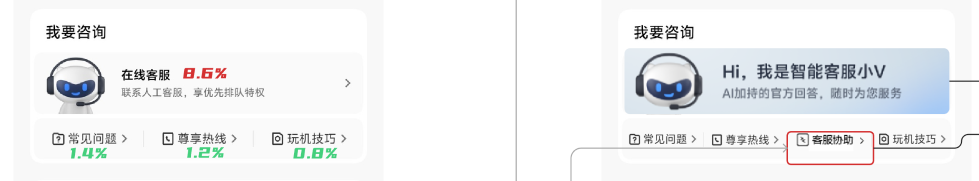 我要咨询
在线客服 8.6%
联系人工客服，享优先排队特权
常见问题 尊享热线 玩机技巧
1.4% 1.2% 0.8%
我要咨询
Hi，我是智能客服小V
AI加持的官方回答，随时为您服务
常见问题 尊享热线 客服协助 玩机技巧